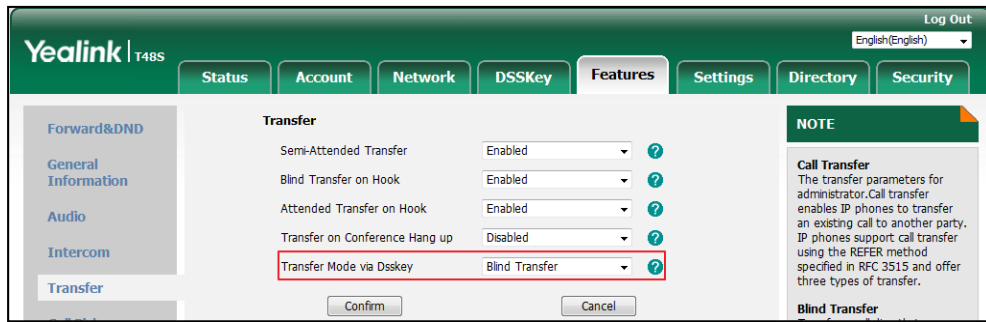 Log Out
Yealink T48S
English(English)
Status Account Network DSSKey Features Settings Directory Security
Forward&DND
General
Information
Audio
Intercom
Transfer
Transfer
Semi-Attended Transfer Enabled
Blind Transfer on Hook Enabled
Attended Transfer on Hook Enabled
Transfer on Conference Hang up Disabled
Transfer Mode via Dsskey Blind Transfer
Confirm Cancel
NOTE
Call Transfer
The transfer parameters for
administrator.Call transfer
enables IP phones to transfer
an existing call to another party.
IP phones support call transfer
using the REFER method
specified in RFC 3515 and offer
three types of transfer.
Blind Transfer